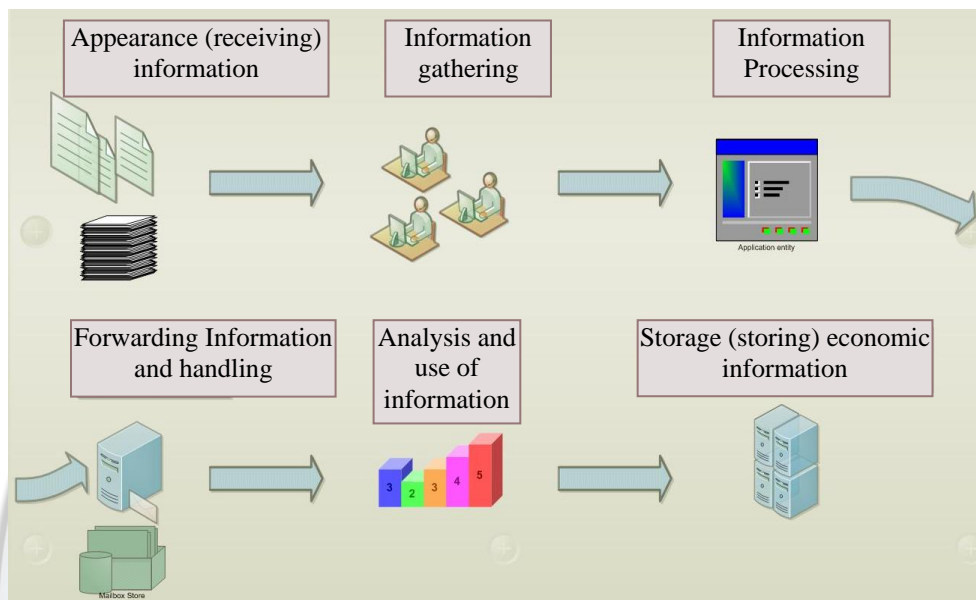 Appearance (receiving)
information
Information
gathering
Information
Processing
Application entity
Forwarding Information
and handling
Analysis and
use of
information
Storage (storing) economic
information
3
2
3
4
5
Mailbox Store